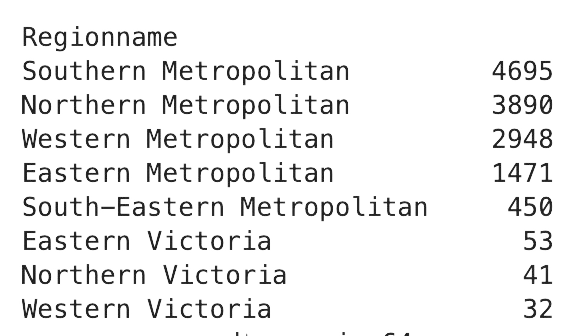 Regionname
Southern Metropolitan 4695
Northern Metropolitan 3890
Western Metropolitan 2948
Eastern Metropolitan 1471
South-Eastern Metropolitan 450
Eastern Victoria 53
Northern Victoria 41
Western Victoria 32